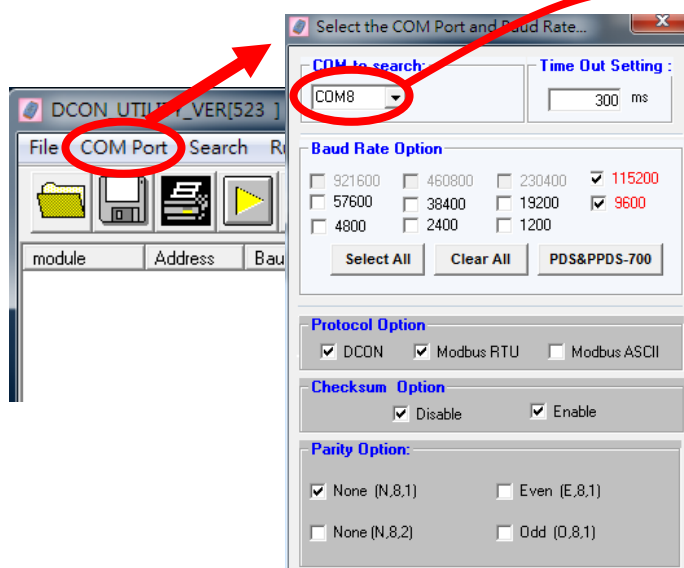 Select the COM Port and Baud Rate...
COM to search:
Time Out Setting :
COM8
300 ms
DCON_UTILITY_VER[523 ]
File COM Port Search Ru
module Address Bau
Baud Rate Option
921600 460800 230400 115200
57600 38400 19200 9600
4800 2400 1200
Select All Clear All PDS&PPDS-700
Protocol Option
DCON Modbus RTU Modbus ASCII
Checksum Option
Disable Enable
Parity Option:
None (N,8,1) Even (E,8,1)
None (N,8,2) Odd (O,8,1)